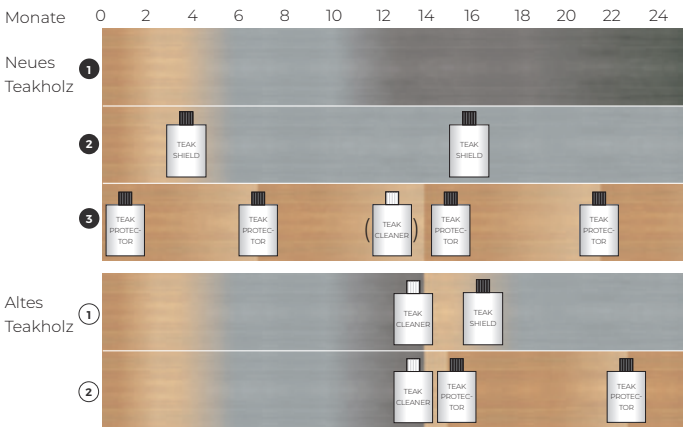 Monate 0 2 4 6 8 10 12 14 16 18 20 22 24
Neues
Teakholz
1
2
TEAK
SHIELD
TEAK
SHIELD
3
TEAK
PROTEC-
TOR
TEAK
PROTEC-
TOR
(TEAK
CLEANER)
TEAK
PROTEC-
TOR
TEAK
PROTEC-
TOR
Altes
Teakholz
1
TEAK
CLEANER
TEAK
SHIELD
2
TEAK
CLEANER
TEAK
PROTEC-
TOR
TEAK
PROTEC-
TOR